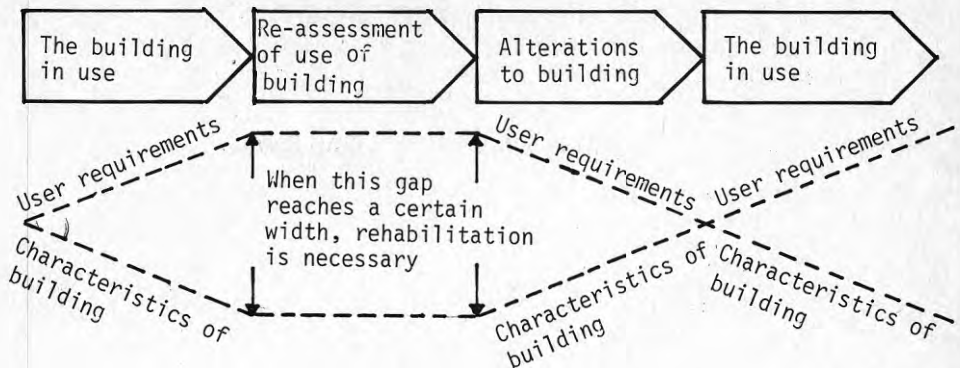 The building
in use
Re-assessment
of use of
building
Alterations
to building
The building
in use
User requirements
Characteristics of
building
When this gap
reaches a certain
width, rehabilitation
is necessary
User requirements
Characteristics of
building
User requirements
Characteristics of
building